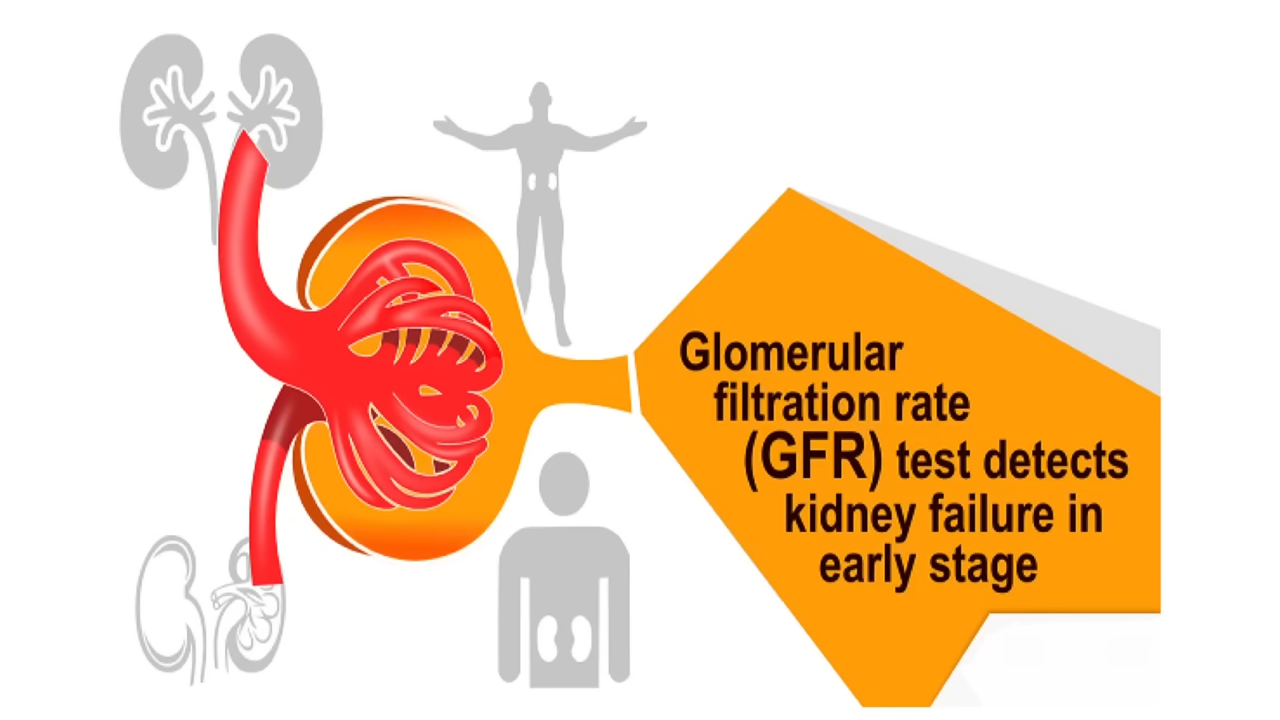 Glomerular
filtration rate
(GFR) test detects
kidney failure in
early stage